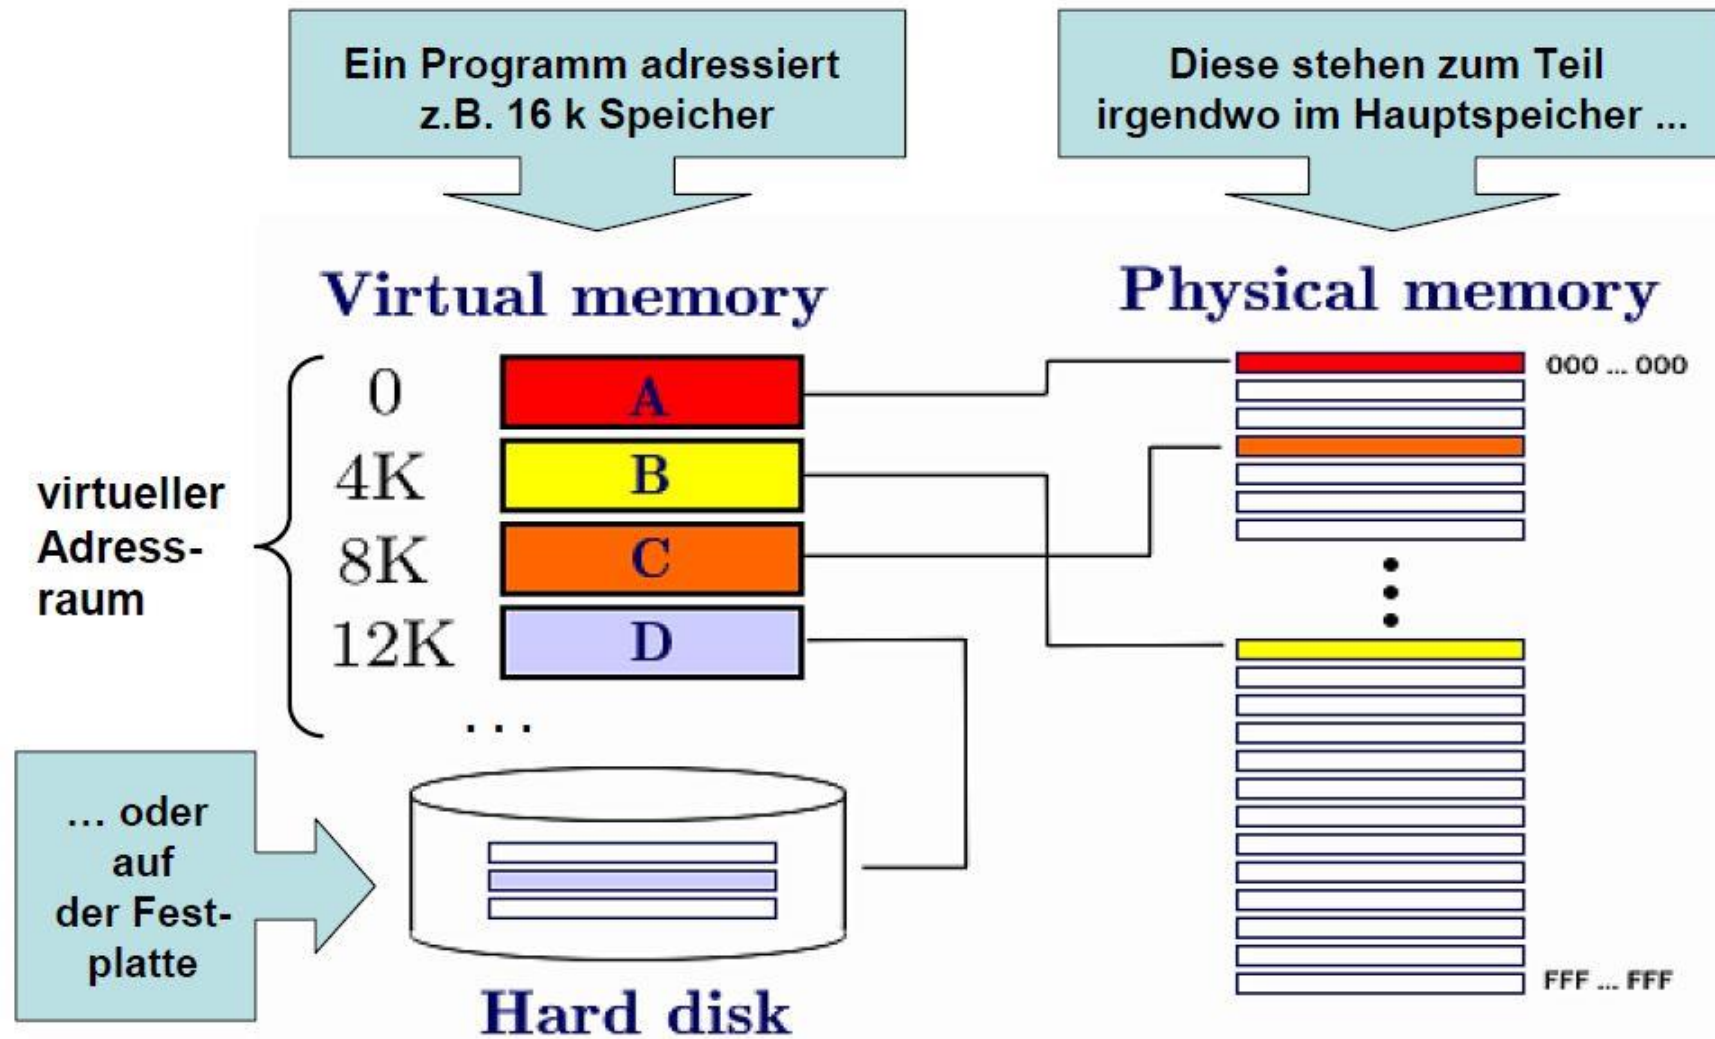 Ein Programm adressiert
z.B. 16 k Speicher
Diese stehen zum Teil
irgendwo im Hauptspeicher ...
Virtual memory
Physical memory
0
A
000 ... 000
4K
B
8K
C
12K
D
. . .
virtueller
Adress-
raum
... oder
auf
der Fest-
platte
Hard disk
FFF ... FFF